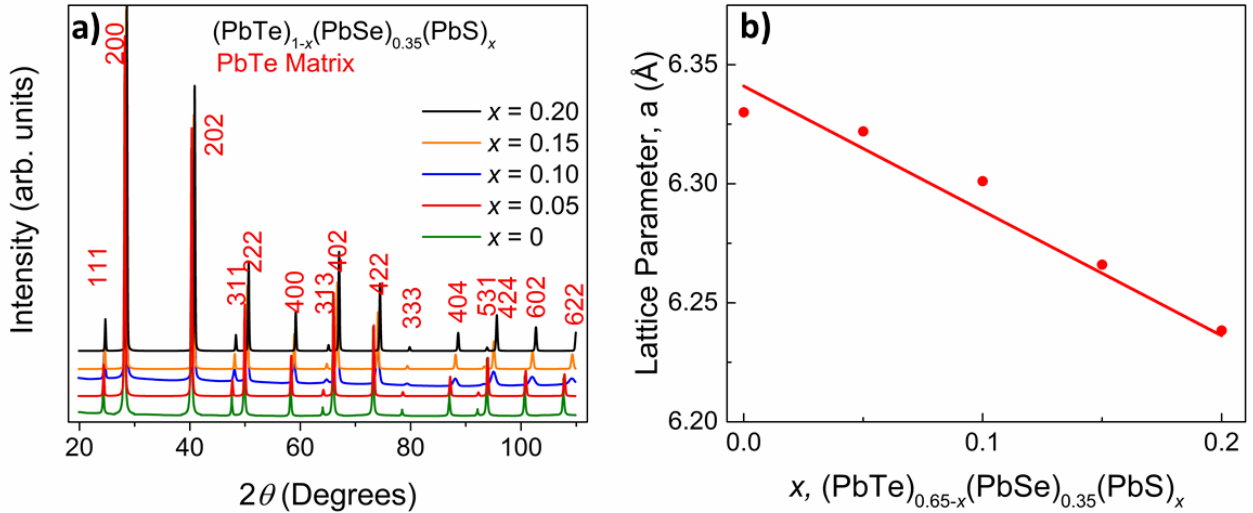 a)
(PbTe)₁₋ₓ(PbSe)₀.₃₅(PbS)ₓ
PbTe Matrix
x = 0.20
x = 0.15
x = 0.10
x = 0.05
x = 0
111
200
202
311
222
400
313
402
422
333
404
531
424
602
622
Intensity (arb. units)
20 40 60 80 100
2θ (Degrees)
b)
Lattice Parameter, a (Å)
6.35
6.30
6.25
6.20
0.0 0.1 0.2
x, (PbTe)₀.₆₅₋ₓ(PbSe)₀.₃₅(PbS)ₓ